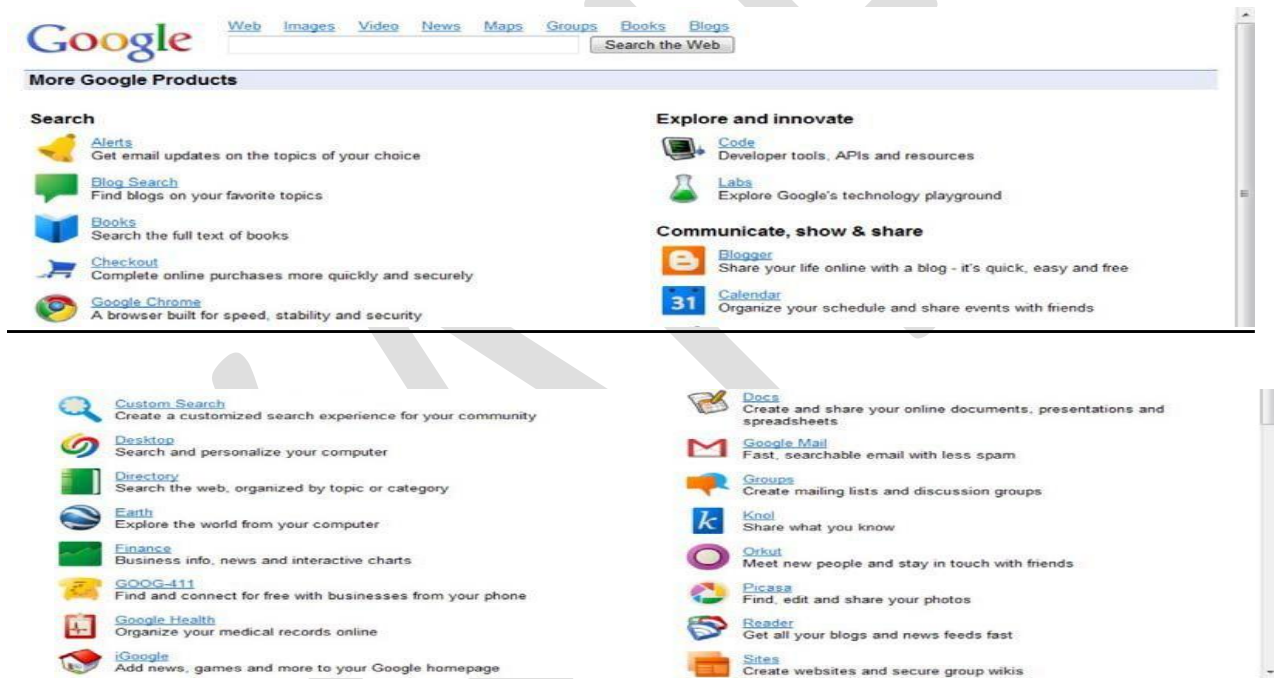 Google
Web Images Video News Maps Groups Books Blogs
Search the Web
More Google Products
Search
Alerts
Get email updates on the topics of your choice
Blog Search
Find blogs on your favorite topics
Books
Search the full text of books
Checkout
Complete online purchases more quickly and securely
Google Chrome
A browser built for speed, stability and security
Explore and innovate
Code
Developer tools, APIs and resources
Labs
Explore Google's technology playground
Communicate, show & share
Blogger
Share your life online with a blog - it's quick, easy and free
31
Calendar
Organize your schedule and share events with friends
Custom Search
Create a customized search experience for your community
Desktop
Search and personalize your computer
Directory
Search the web, organized by topic or category
Earth
Explore the world from your computer
Finance
Business info, news and interactive charts
GOOG-411
Find and connect for free with businesses from your phone
Google Health
Organize your medical records online
iGoogle
Add news, games and more to your Google homepage
Docs
Create and share your online documents, presentations and
spreadsheets
Google Mail
Fast, searchable email with less spam
Groups
Create mailing lists and discussion groups
k
Knol
Share what you know
Orkut
Meet new people and stay in touch with friends
Picasa
Find, edit and share your photos
Reader
Get all your blogs and news feeds fast
Sites
Create websites and secure group wikis